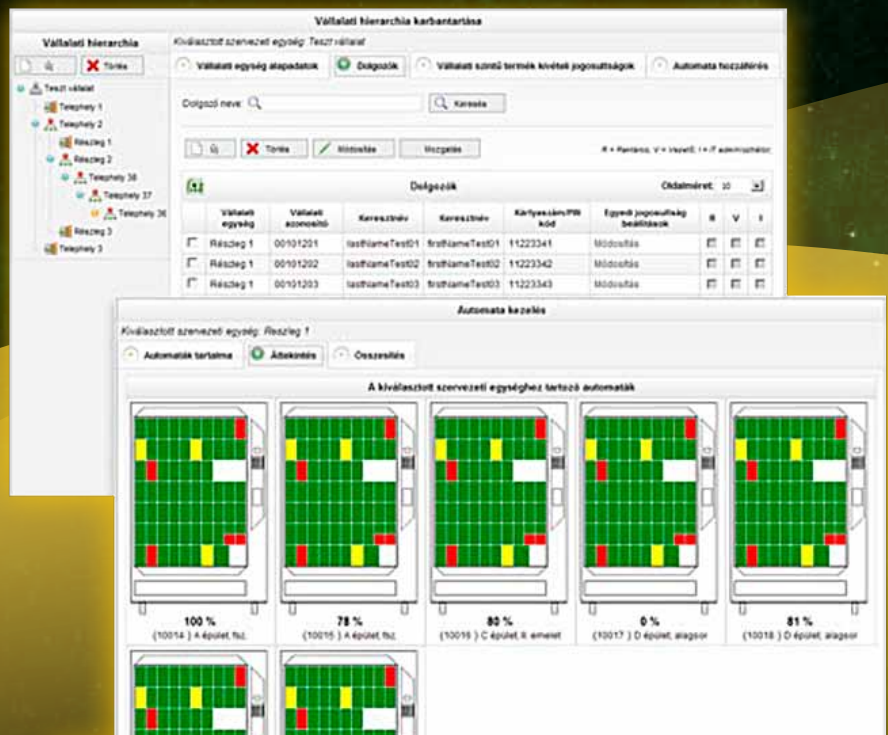 Vállalati hierarchia karbantartása
Vállalati hierarchia
Új
Törlés
Teszt vállalat
Telephely 1
Telephely 2
Részleg 1
Részleg 2
Telephely 38
Telephely 37
Telephely 36
Részleg 3
Telephely 3
Kiválasztott szervezeti egység: Teszt vállalat
Vállalati egység alapadatok
Dolgozók
Vállalati szintű termék kivételi jogosultságok
Automata hozzáférés
Dolgozó neve:
Keresés
Új
Törlés
Módosítás
Mozgatás
R = Raktáros, V = Vezető, I = IT adminisztrátor
Dolgozók
Oldalméret: 10
Vállalati egység
Vállalati azonosító
Keresztnév
Keresztnév
Kártyaszám/PIN kód
Egyedi jogosultság beállítások
R
V
I
Részleg 1 00101201 lastNameTest01 firstNameTest01 11223341 Módosítás
Részleg 1 00101202 lastNameTest02 firstNameTest02 11223342 Módosítás
Részleg 1 00101203 lastNameTest03 firstNameTest03 11223343 Módosítás
Automata kezelés
Kiválasztott szervezeti egység: Részleg 1
Automaták tartalma
Áttekintés
Összesítés
A kiválasztott szervezeti egységhez tartozó automaták
100 %
(10014 ) A épület, fsz.
78 %
(10015 ) A épület, fsz.
80 %
(10016 ) C épület, II. emelet
0 %
(10017 ) D épület, alagsor
81 %
(10018 ) D épület, alagsor